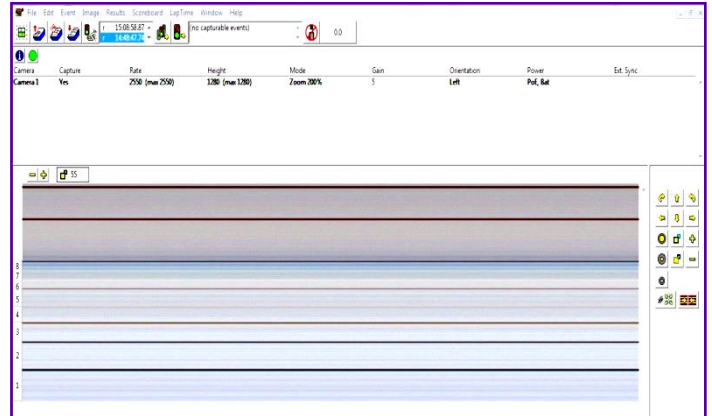 File Edit Event Image Results Scoreboard LapTime Window Help
r 15:08:58.87
r 14:48:47.74
(no capturable events)
0.0
Camera Capture Rate Height Mode Gain Orientation Power Ext. Sync
Camera 1 Yes 2550 (max 2550) 1280 (max 1280) Zoom 200% 5 Left PoE, Bat
55
8
7
6
5
4
3
2
1